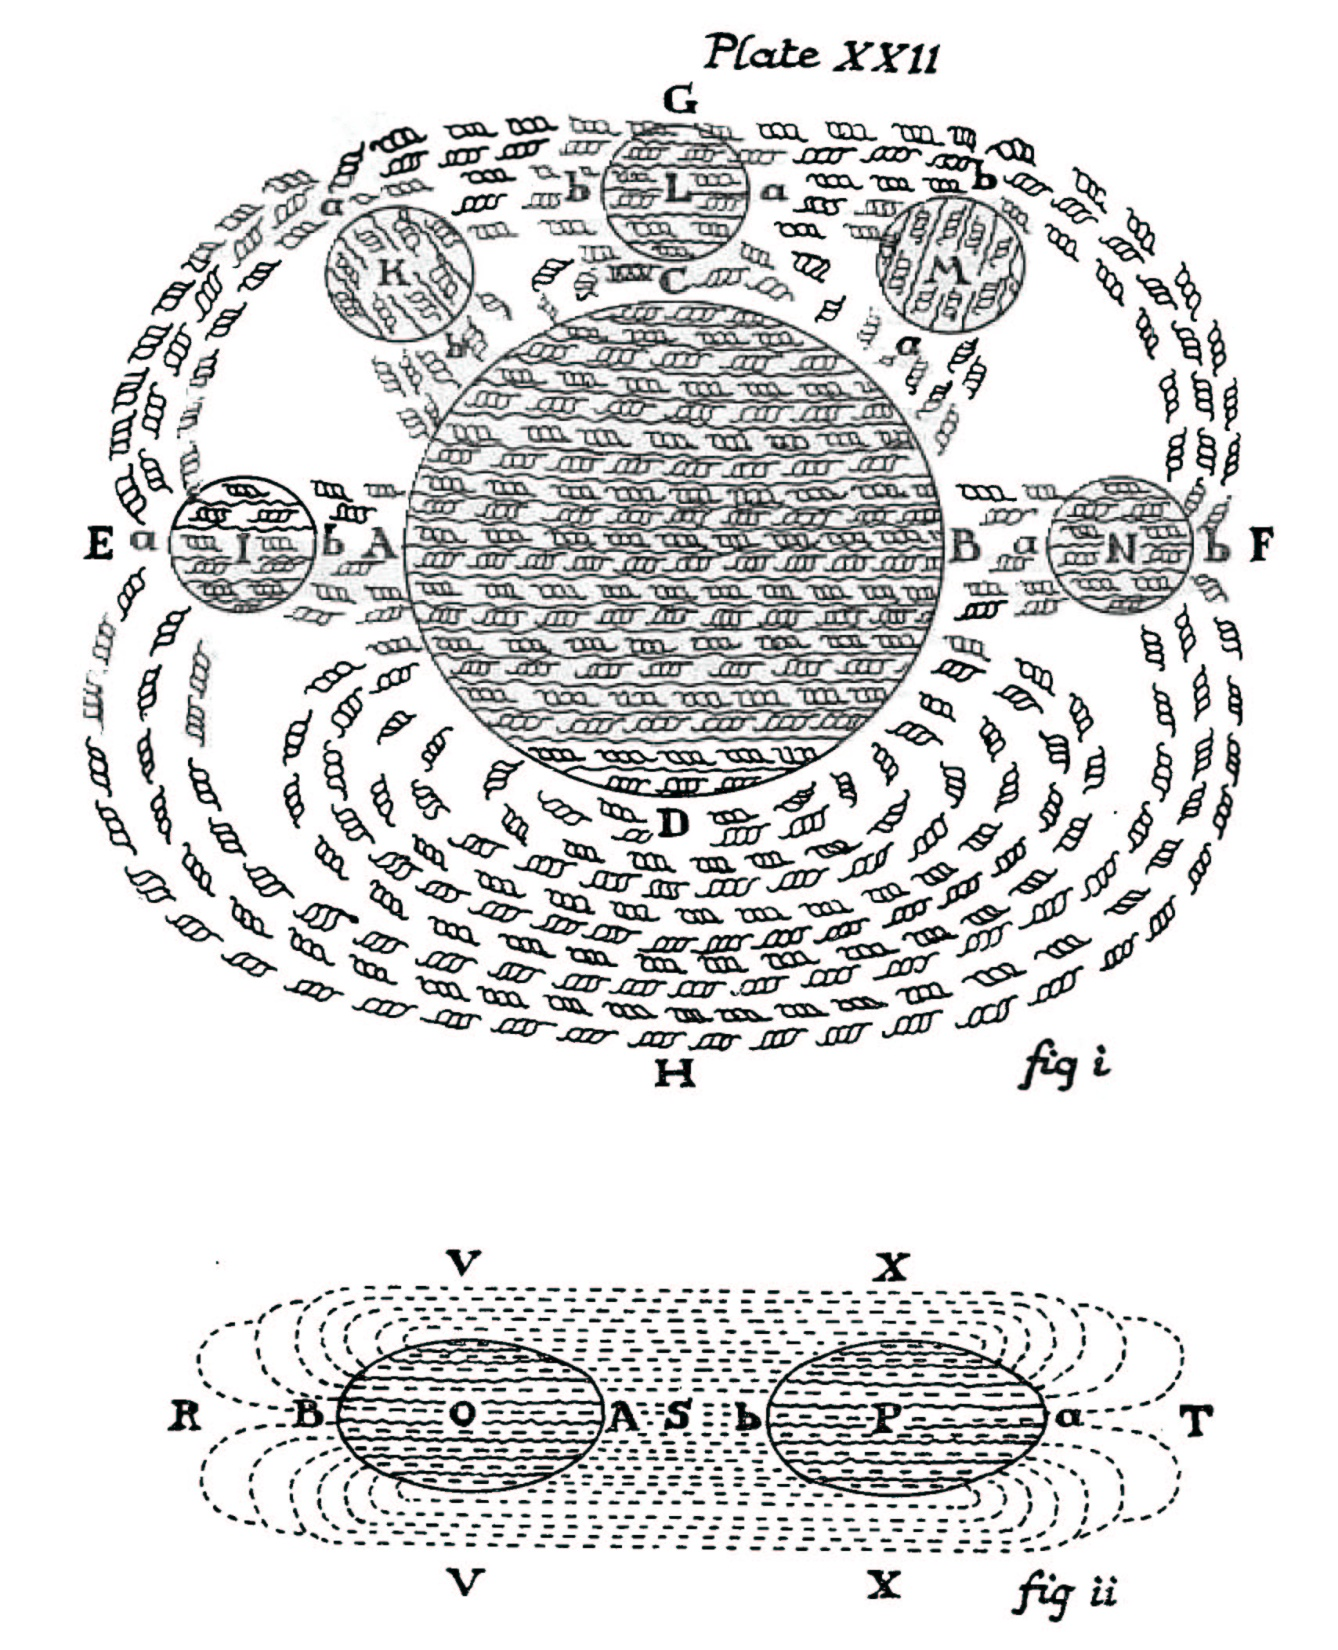 Plate XXII
G
b L a b
a
K M
C
b a
E a I b A B a N b F
D
H
fig i
V X
R B O A S b P a T
V X
fig ii